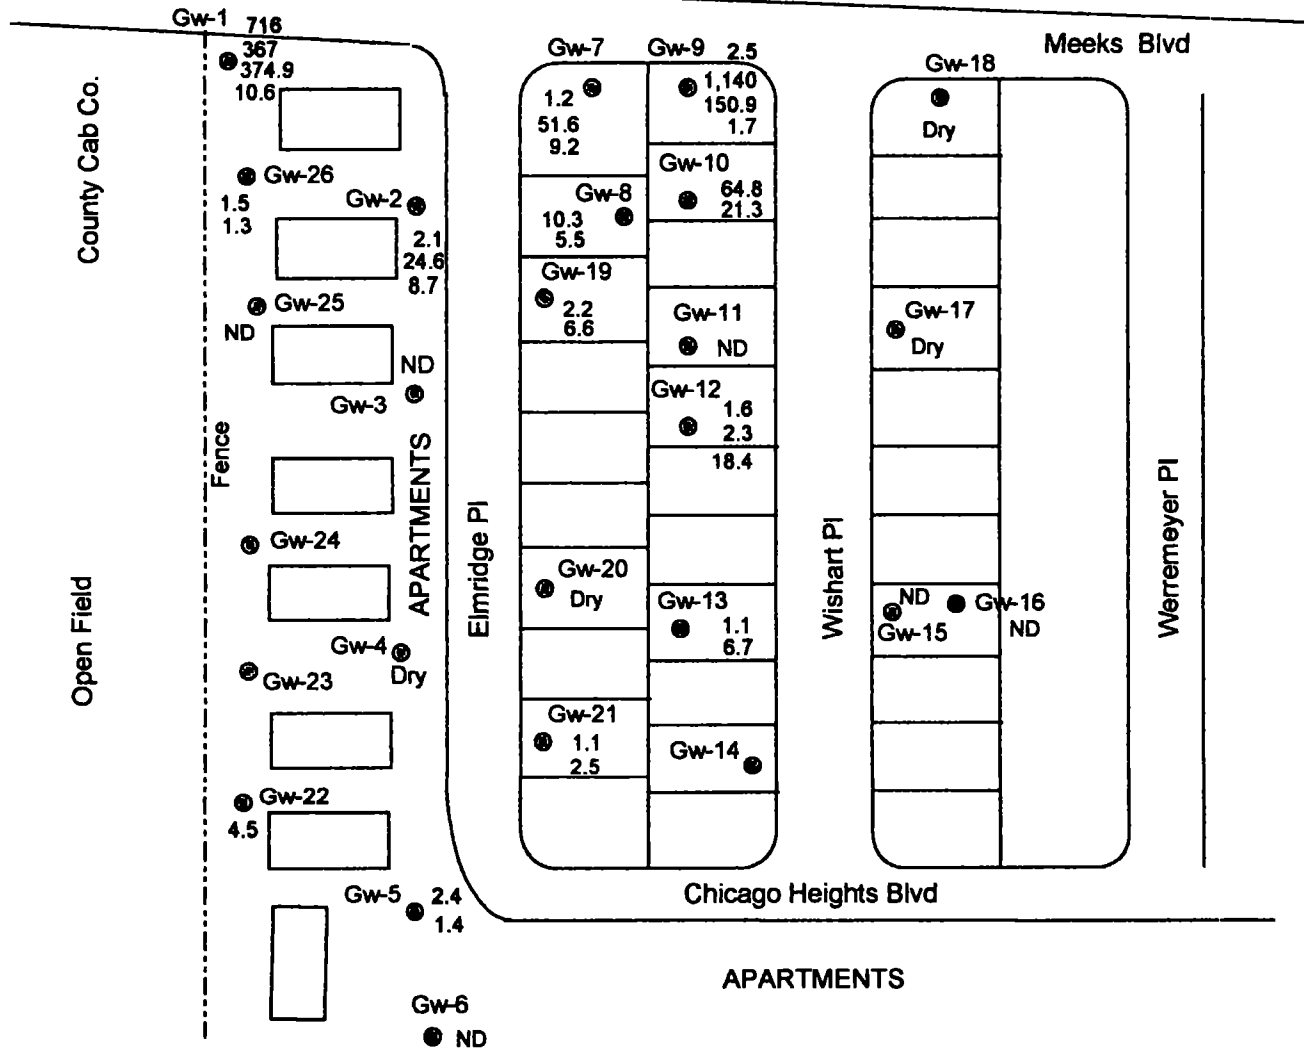 Gw-1
716
367
374.9
10.6
Meeks Blvd
County Cab Co.
Gw-26
1.5
1.3
Gw-2
2.1
24.6
8.7
Gw-25
ND
ND
Gw-3
Fence
APARTMENTS
Gw-24
Open Field
Gw-4
Dry
Gw-23
Gw-22
4.5
Gw-5
2.4
1.4
Gw-6
ND
Elmridge Pl
Gw-7
1.2
51.6
9.2
Gw-8
10.3
5.5
Gw-19
2.2
6.6
Gw-20
Dry
Gw-21
1.1
2.5
Gw-9
2.5
1,140
150.9
1.7
Gw-10
64.8
21.3
Gw-11
ND
Gw-12
1.6
2.3
18.4
Gw-13
1.1
6.7
Gw-14
Wishart Pl
Gw-18
Dry
Gw-17
Dry
ND
Gw-15
Gw-16
ND
Werremeyer Pl
Chicago Heights Blvd
APARTMENTS